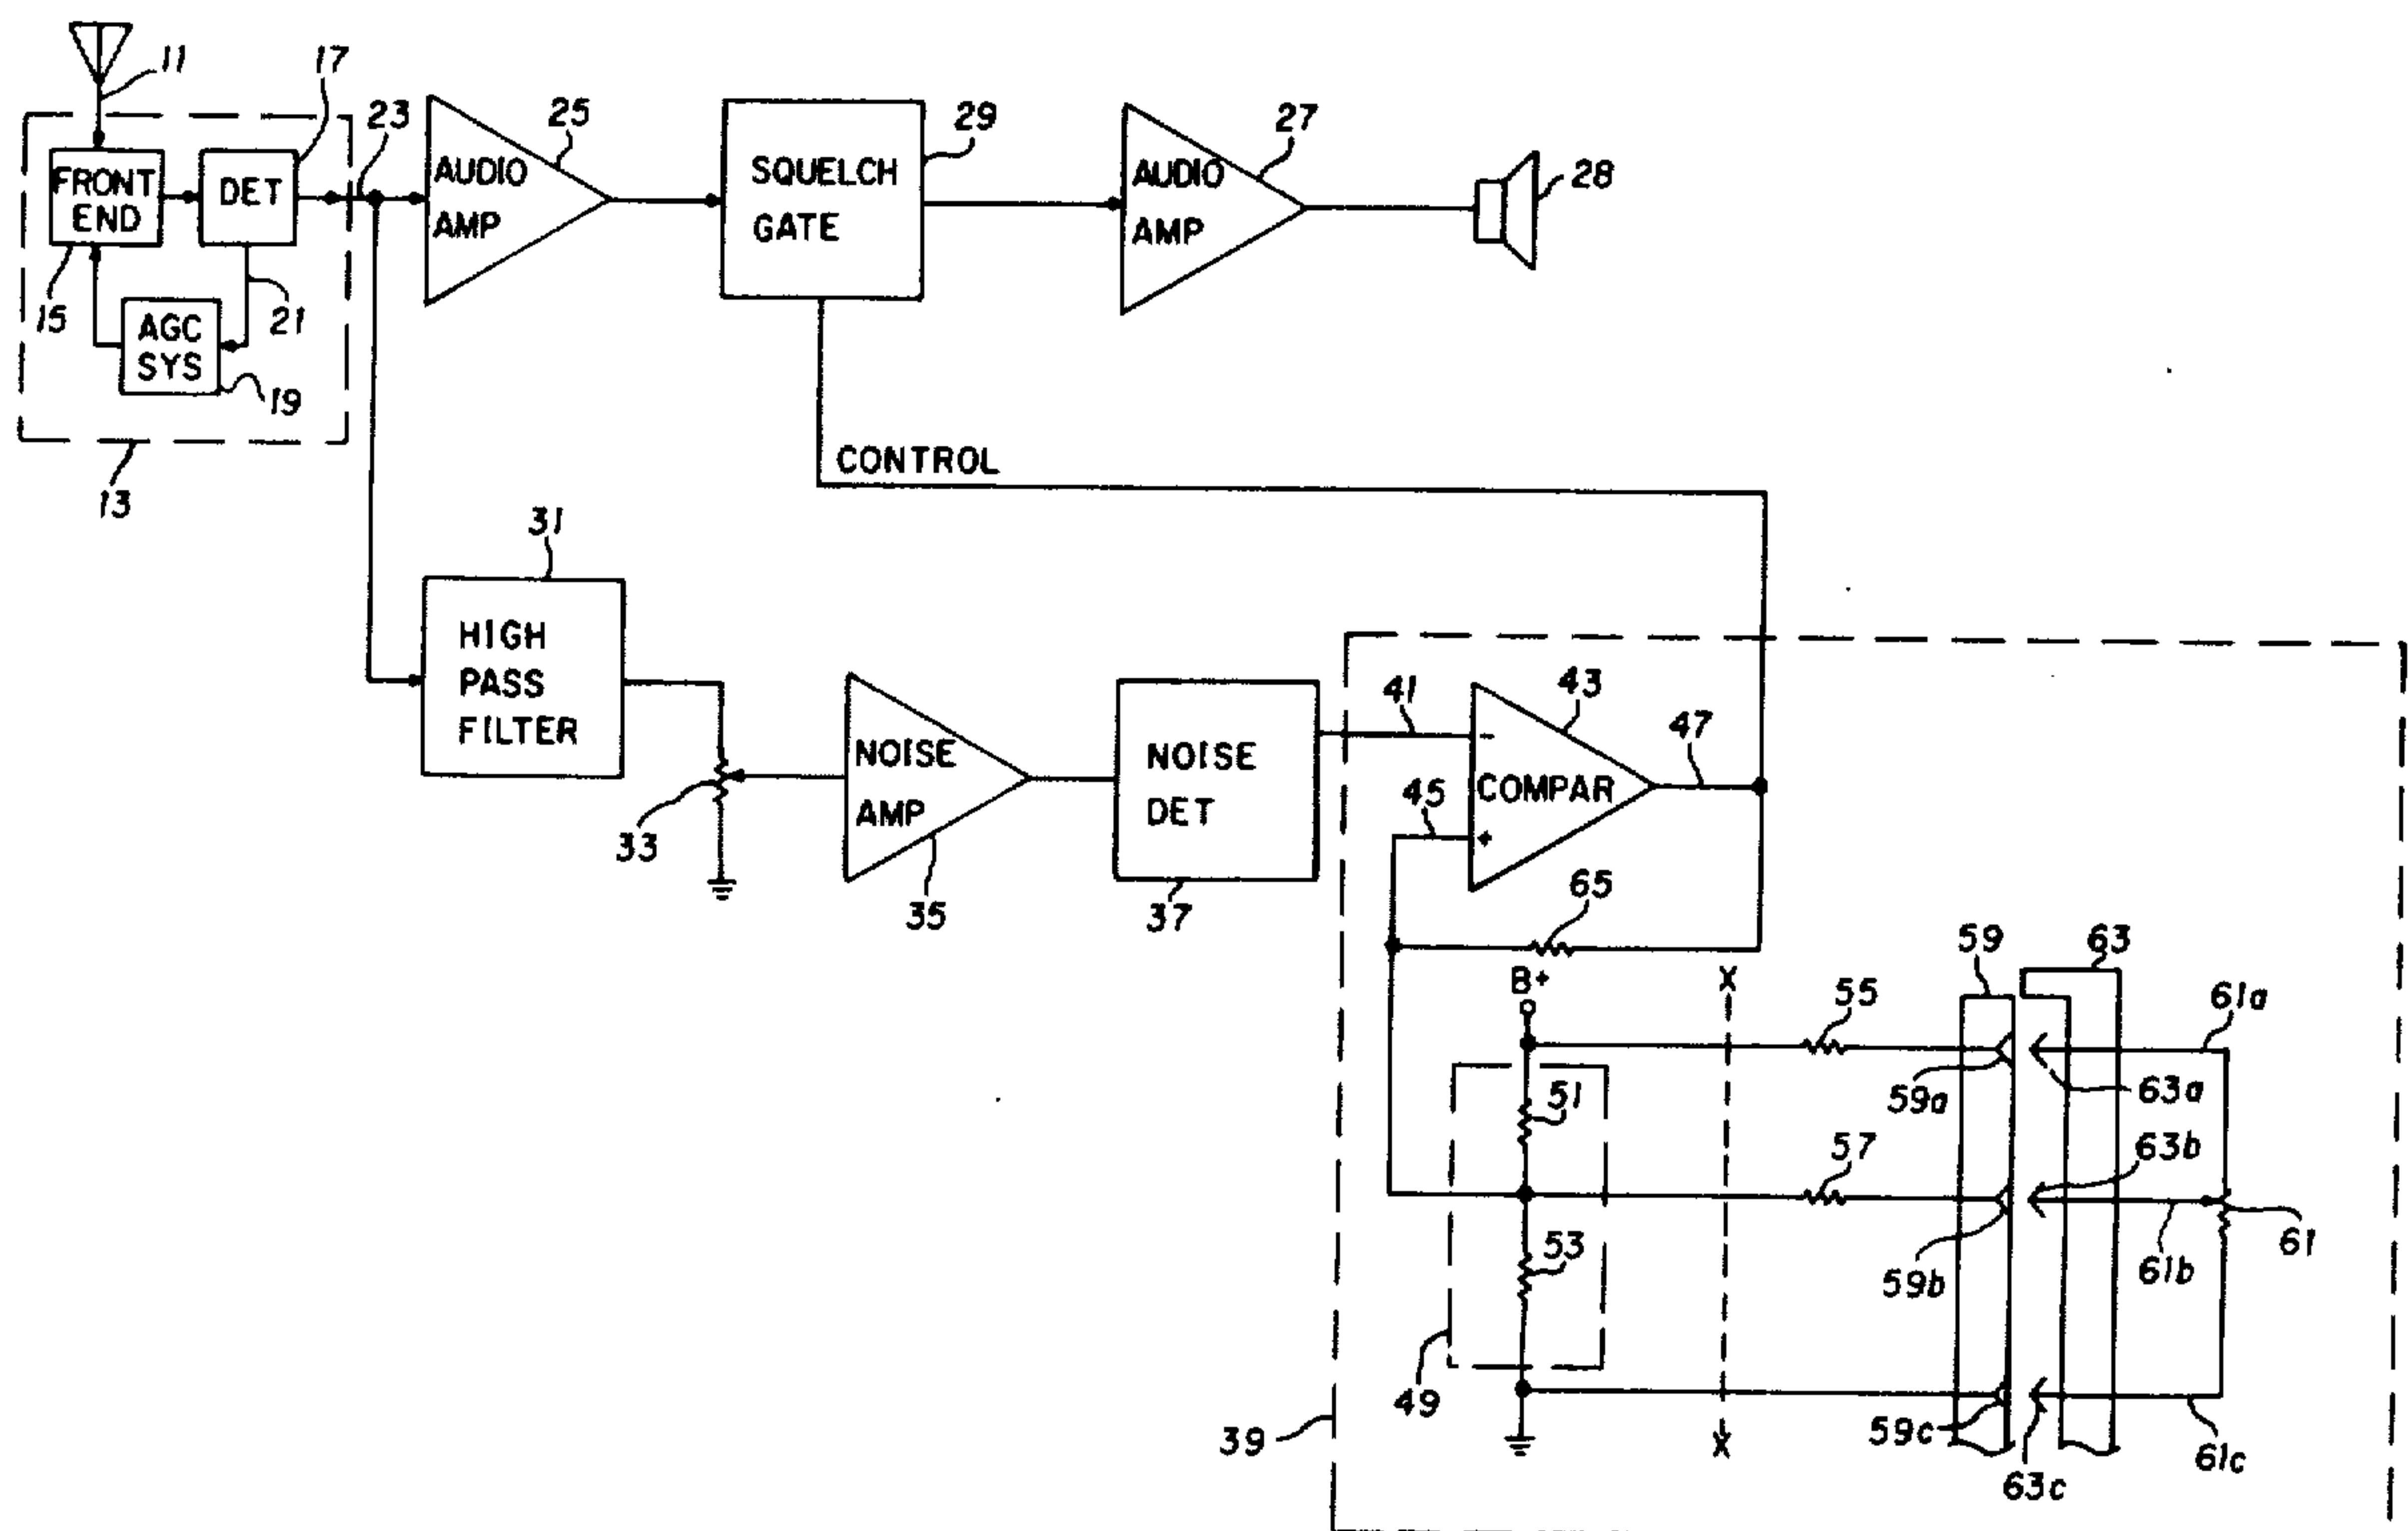 11
17
23
25
29
27
28
FRONT
END
DET
AUDIO
AMP
SQUELCH
GATE
AUDIO
AMP
15
AGC
SYS
21
19
13
CONTROL
31
HIGH
PASS
FILTER
33
NOISE
AMP
35
NOISE
DET
37
41
-
43
47
COMPAR
45
+
65
B+
X
55
59
63
61a
51
59a
63a
57
63b
53
59b
61b
61
49
39
X
59c
63c
61c